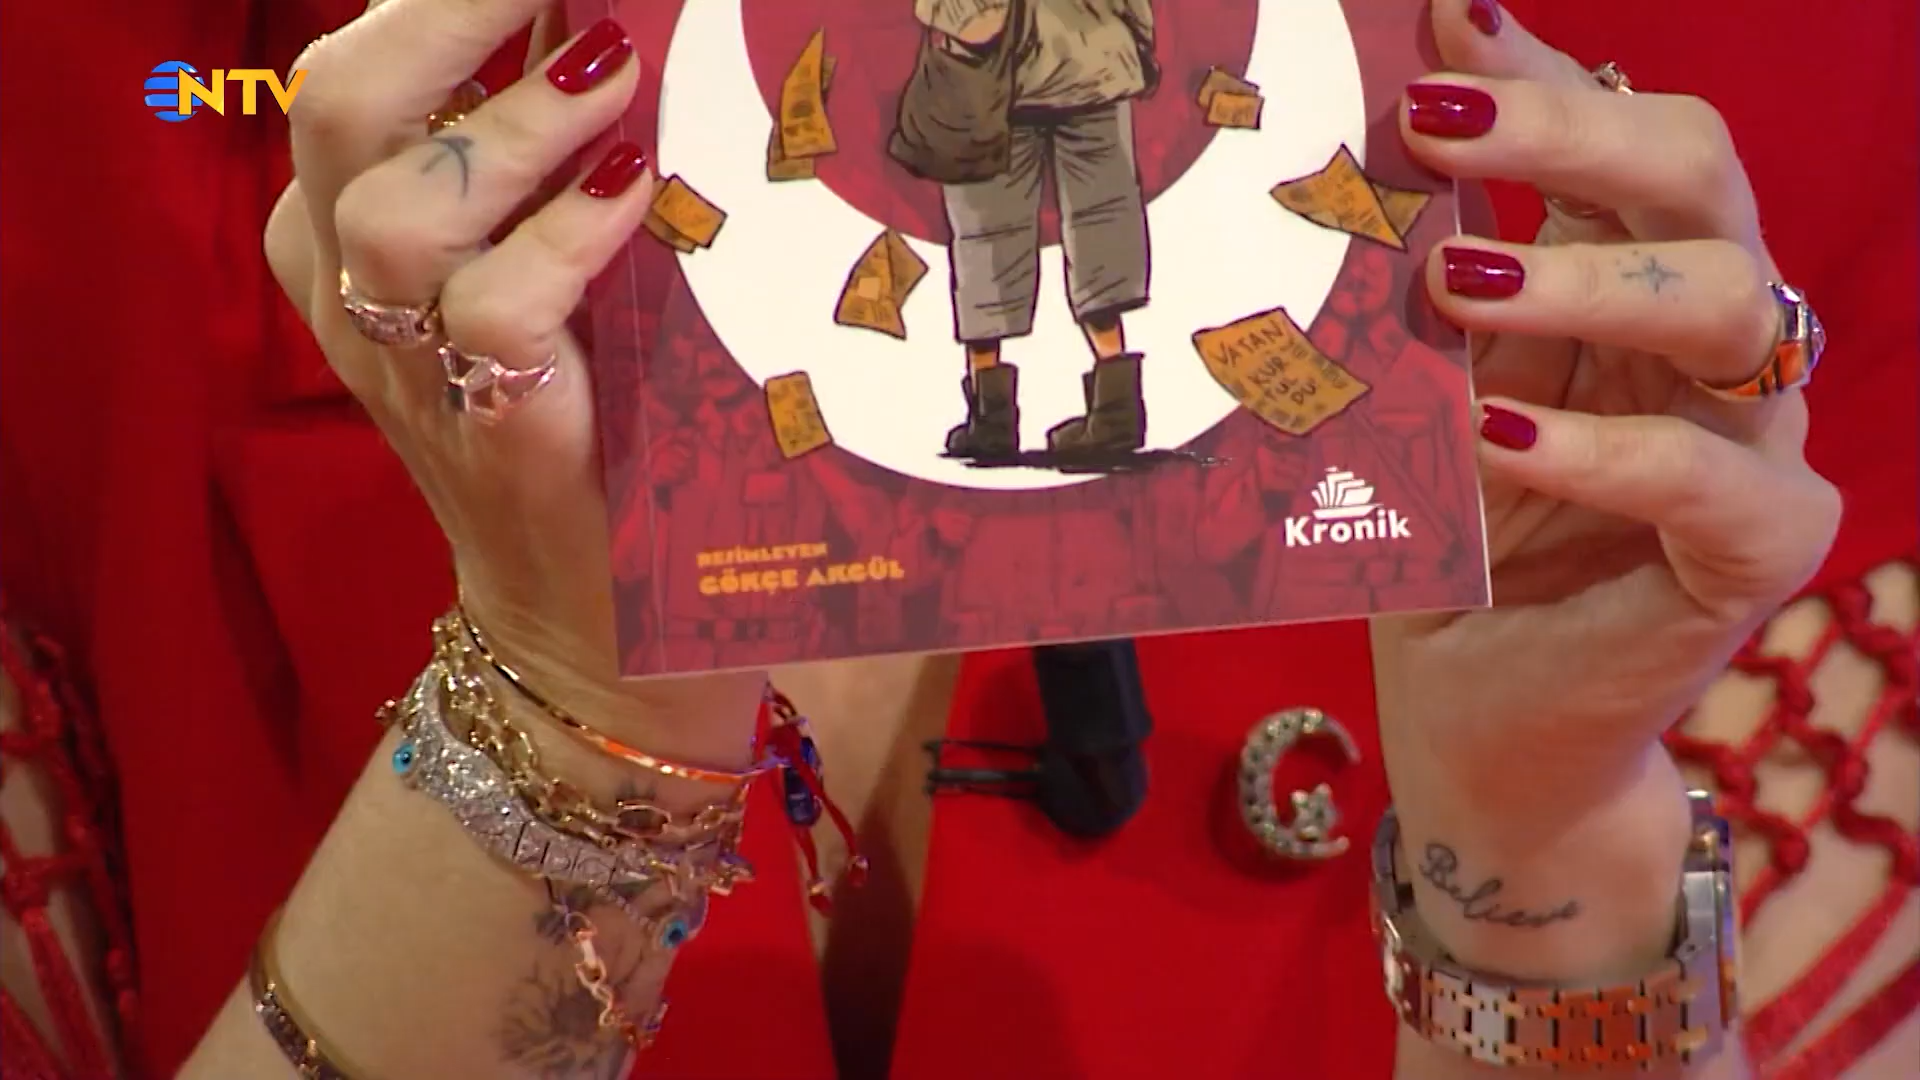 NTV
VATAN
KUR
TUL
DU
Kronik
RESİMLEYEN
GÖKÇE AKGÜL
Believe